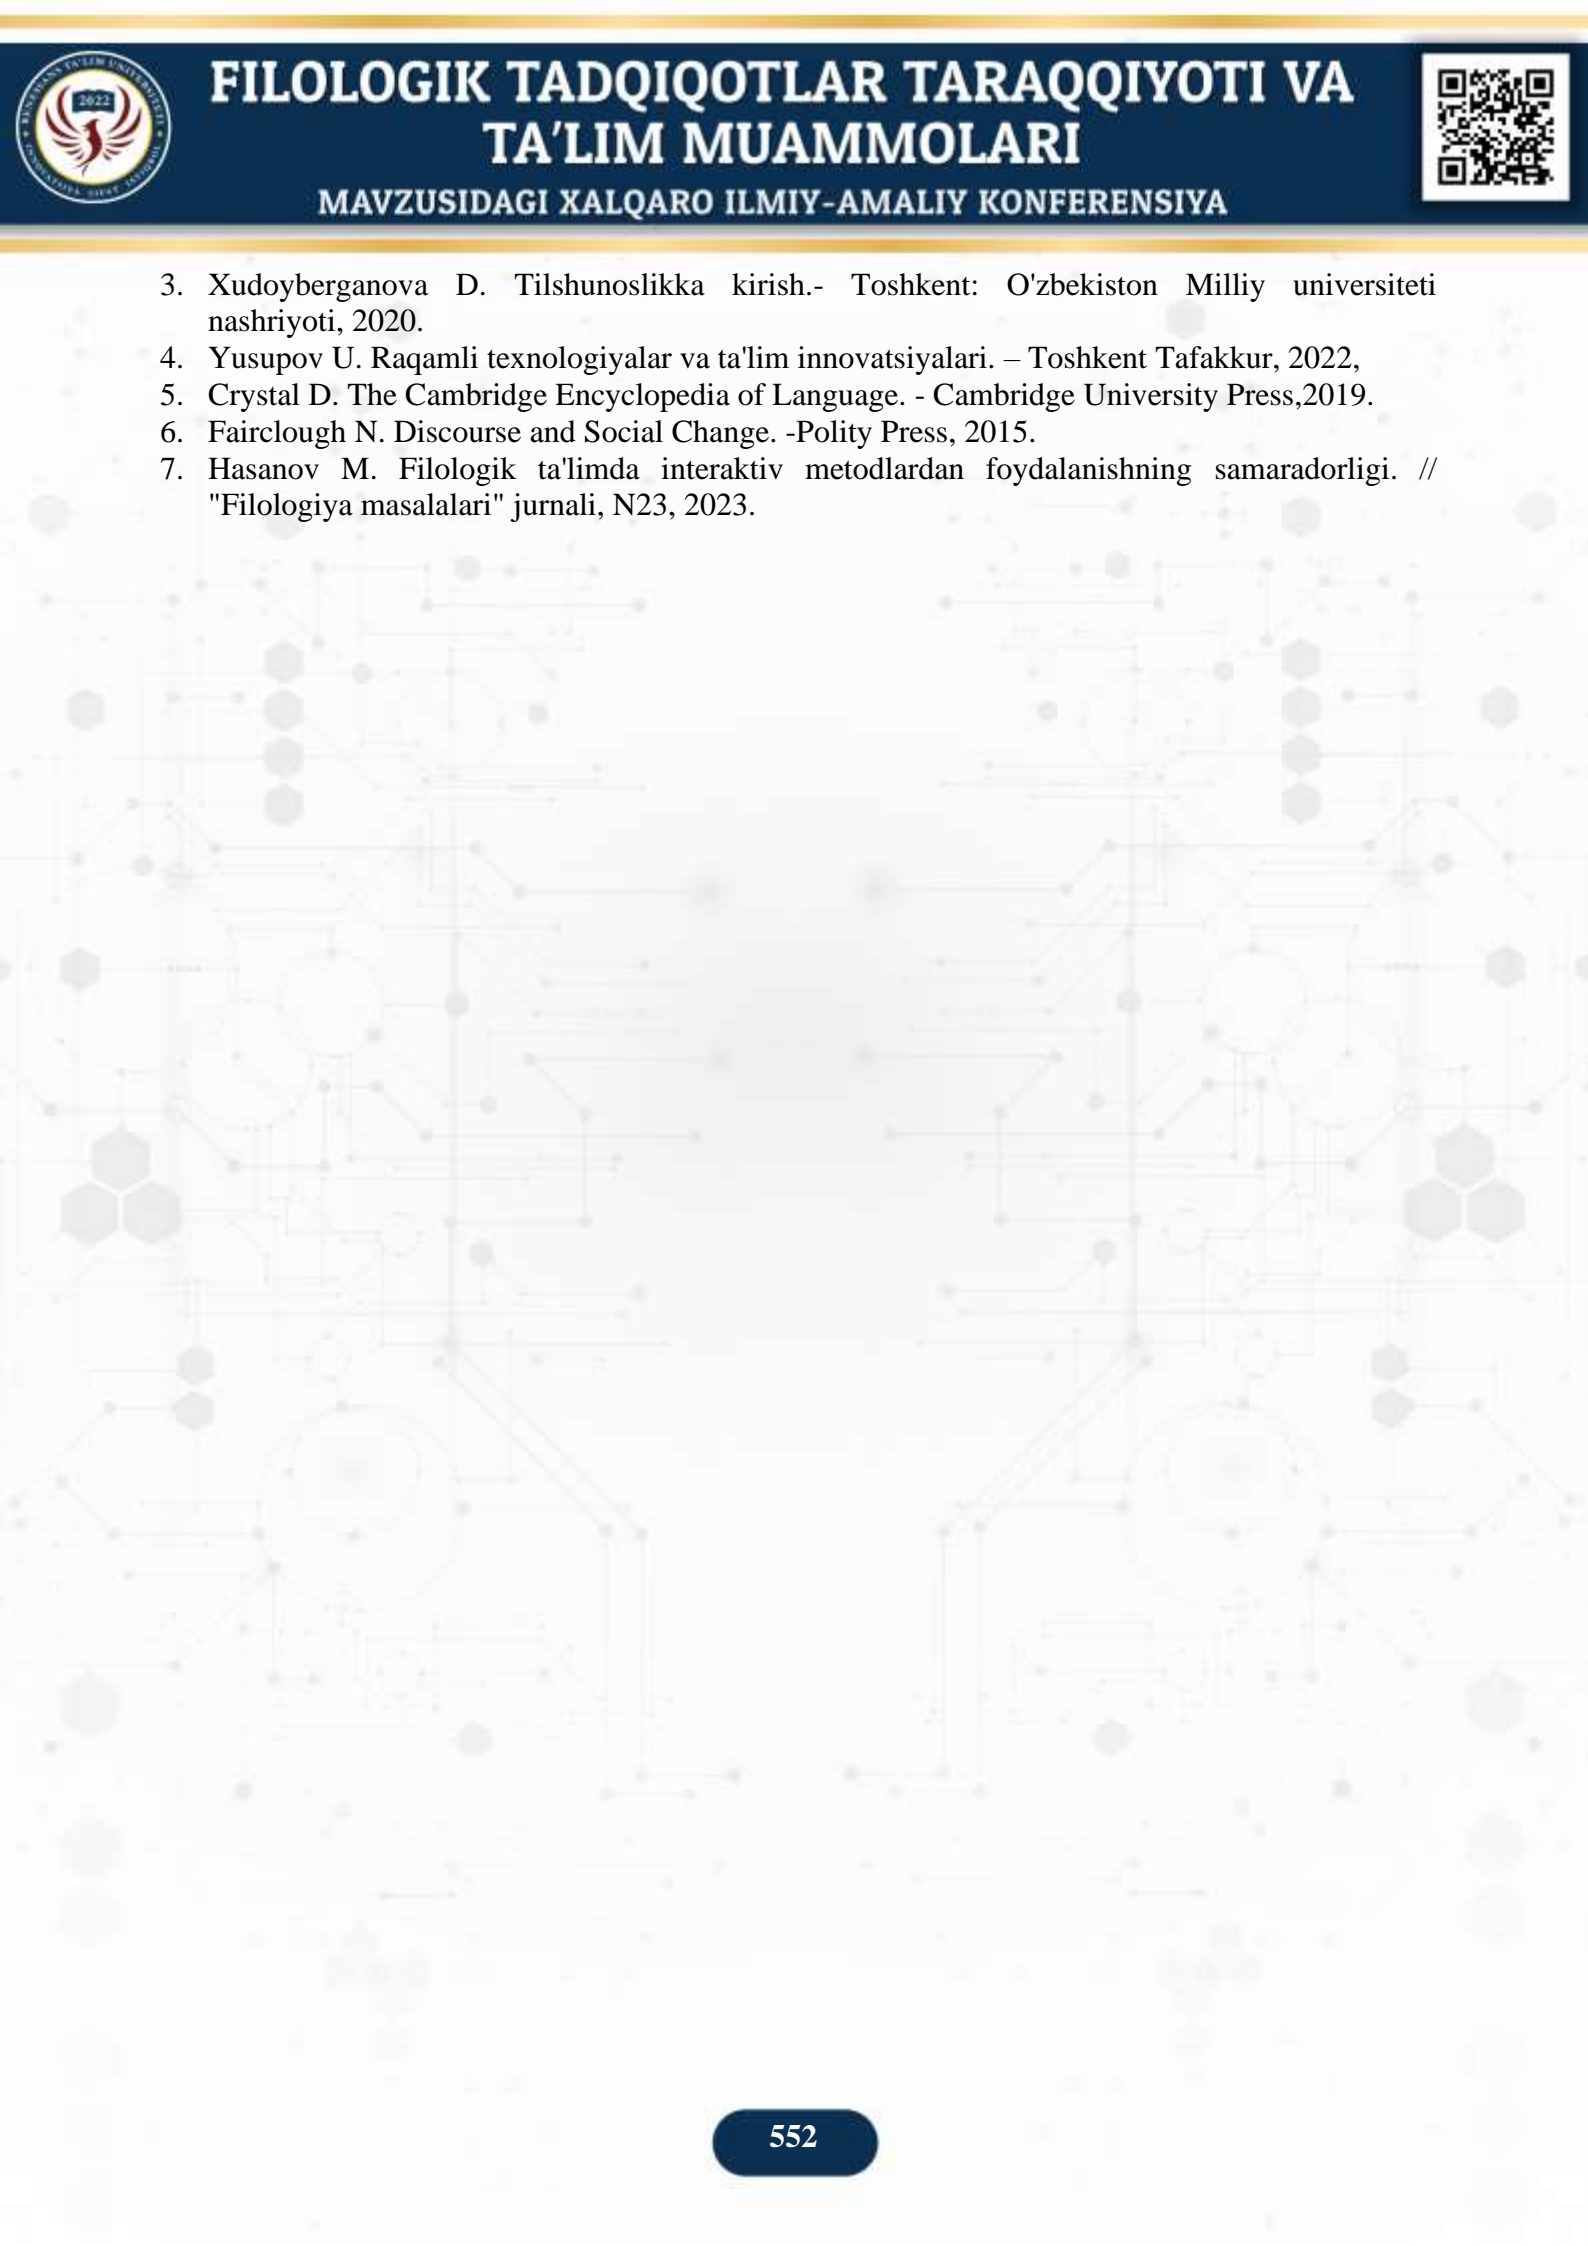 FILOLOGIK TADQIQOTLAR TARAQQIYOTI VA
TA’LIM MUAMMOLARI
MAVZUSIDAGI XALQARO ILMIY-AMALIY KONFERENSIYA
2022
3. Xudoyberganova D. Tilshunoslikka kirish.- Toshkent: O'zbekiston Milliy universiteti
nashriyoti, 2020.
4. Yusupov U. Raqamli texnologiyalar va ta'lim innovatsiyalari. – Toshkent Tafakkur, 2022,
5. Crystal D. The Cambridge Encyclopedia of Language. - Cambridge University Press,2019.
6. Fairclough N. Discourse and Social Change. -Polity Press, 2015.
7. Hasanov M. Filologik ta'limda interaktiv metodlardan foydalanishning samaradorligi. //
"Filologiya masalalari" jurnali, N23, 2023.
552